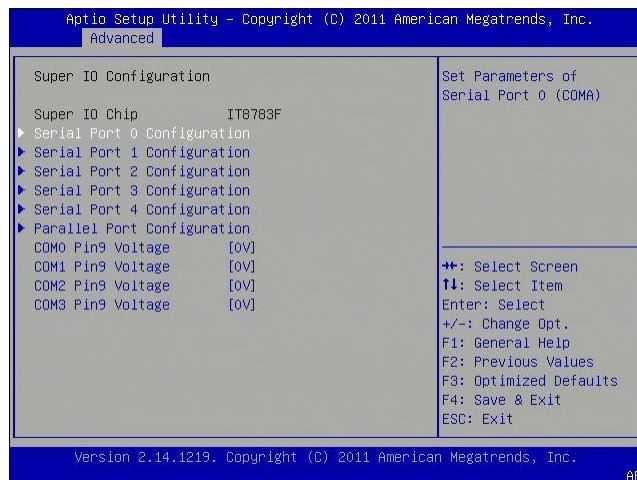 Aptio Setup Utility – Copyright (C) 2011 American Megatrends, Inc.
Advanced
Super IO Configuration
Super IO Chip IT8783F
Serial Port 0 Configuration
Serial Port 1 Configuration
Serial Port 2 Configuration
Serial Port 3 Configuration
Serial Port 4 Configuration
Parallel Port Configuration
COM0 Pin9 Voltage [0V]
COM1 Pin9 Voltage [0V]
COM2 Pin9 Voltage [0V]
COM3 Pin9 Voltage [0V]
Set Parameters of
Serial Port 0 (COMA)
→←: Select Screen
↑↓: Select Item
Enter: Select
+/-: Change Opt.
F1: General Help
F2: Previous Values
F3: Optimized Defaults
F4: Save & Exit
ESC: Exit
Version 2.14.1219. Copyright (C) 2011 American Megatrends, Inc.